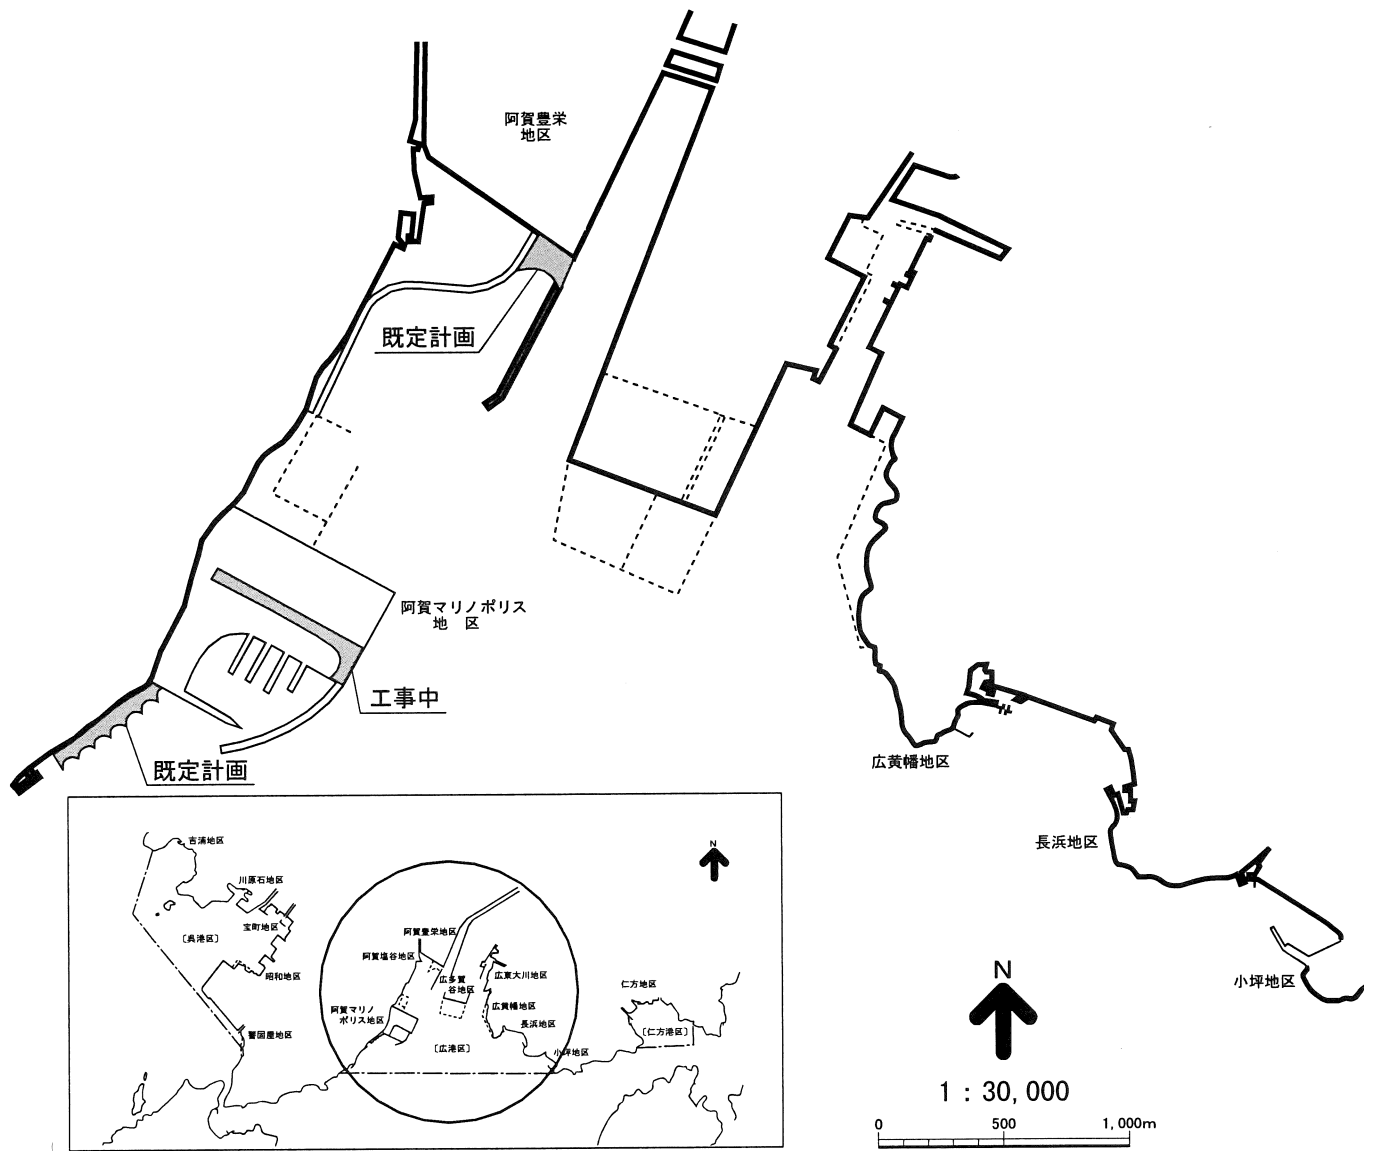 阿賀豊栄
地区
既定計画
阿賀マリノポリス
地　区
工事中
既定計画
広黄幡地区
長浜地区
小坪地区
N
1：30,000
0 500 1,000m
吉浦地区
N
川原石地区
宝町地区
〔呉港区〕
昭和地区
警固屋地区
阿賀豊栄地区
阿賀塩谷地区
広多賀
谷地区
広東大川地区
阿賀マリノ
ポリス地区
広黄幡地区
長浜地区
〔広港区〕
小坪地区
仁方地区
〔仁方港区〕